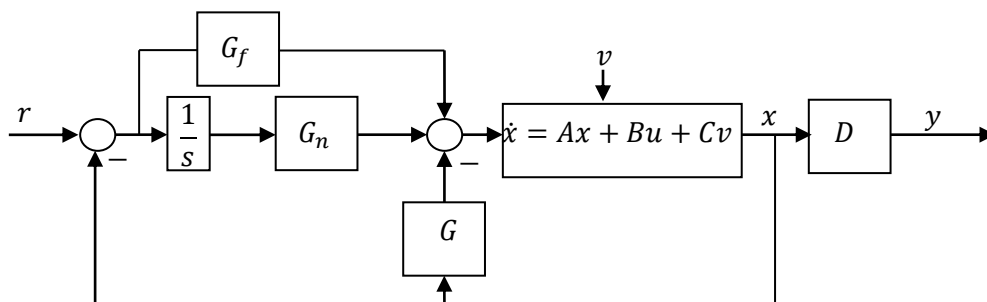 G_f
v
r
1
s
G_n
ẋ = Ax + Bu + Cv
x
D
y
−
−
G